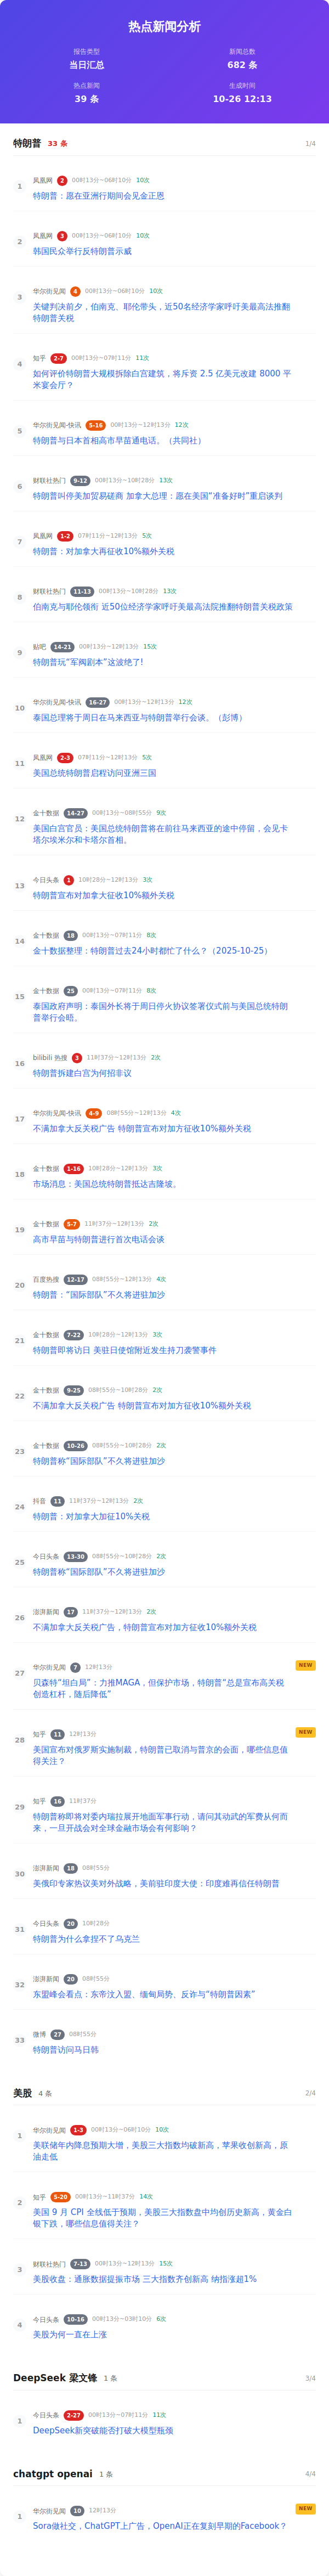 热点新闻分析
报告类型
当日汇总
新闻总数
682 条
热点新闻
39 条
生成时间
10-26 12:13
特朗普 33 条 1/4
1 凤凰网 2 00时13分~06时10分 10次
特朗普：愿在亚洲行期间会见金正恩
2 凤凰网 3 00时13分~06时10分 10次
韩国民众举行反特朗普示威
3 华尔街见闻 4 00时13分~06时10分 10次
关键判决前夕，伯南克、耶伦带头，近50名经济学家呼吁美最高法推翻
特朗普关税
4 知乎 2-7 00时13分~07时11分 11次
如何评价特朗普大规模拆除白宫建筑，将斥资 2.5 亿美元改建 8000 平
米宴会厅？
5 华尔街见闻-快讯 5-16 00时13分~12时13分 12次
特朗普与日本首相高市早苗通电话。（共同社）
6 财联社热门 9-12 00时13分~10时28分 13次
特朗普叫停美加贸易磋商 加拿大总理：愿在美国“准备好时”重启谈判
7 凤凰网 1-2 07时11分~12时13分 5次
特朗普：对加拿大再征收10%额外关税
8 财联社热门 11-13 00时13分~10时28分 13次
伯南克与耶伦领衔 近50位经济学家呼吁美最高法院推翻特朗普关税政策
9 贴吧 14-21 00时13分~12时13分 15次
特朗普玩“军阀剧本”这波绝了!
10 华尔街见闻-快讯 16-27 00时13分~12时13分 12次
泰国总理将于周日在马来西亚与特朗普举行会谈。（彭博）
11 凤凰网 2-3 07时11分~12时13分 5次
美国总统特朗普启程访问亚洲三国
12 金十数据 14-27 00时13分~08时55分 9次
美国白宫官员：美国总统特朗普将在前往马来西亚的途中停留，会见卡
塔尔埃米尔和卡塔尔首相。
13 今日头条 1 10时28分~12时13分 3次
特朗普宣布对加拿大征收10%额外关税
14 金十数据 18 00时13分~07时11分 8次
金十数据整理：特朗普过去24小时都忙了什么？（2025-10-25）
15 金十数据 25 00时13分~07时11分 8次
泰国政府声明：泰国外长将于周日停火协议签署仪式前与美国总统特朗
普举行会晤。
16 bilibili 热搜 3 11时37分~12时13分 2次
特朗普拆建白宫为何招非议
17 华尔街见闻-快讯 4-9 08时55分~12时13分 4次
不满加拿大反关税广告 特朗普宣布对加方征收10%额外关税
18 金十数据 1-16 10时28分~12时13分 3次
市场消息：美国总统特朗普抵达吉隆坡。
19 金十数据 5-7 11时37分~12时13分 2次
高市早苗与特朗普进行首次电话会谈
20 百度热搜 12-17 08时55分~12时13分 4次
特朗普：“国际部队”不久将进驻加沙
21 金十数据 7-22 10时28分~12时13分 3次
特朗普即将访日 美驻日使馆附近发生持刀袭警事件
22 金十数据 9-25 08时55分~10时28分 2次
不满加拿大反关税广告 特朗普宣布对加方征收10%额外关税
23 金十数据 10-26 08时55分~10时28分 2次
特朗普称“国际部队”不久将进驻加沙
24 抖音 11 11时37分~12时13分 2次
特朗普：对加拿大加征10%关税
25 今日头条 13-30 08时55分~10时28分 2次
特朗普称“国际部队”不久将进驻加沙
26 澎湃新闻 17 11时37分~12时13分 2次
不满加拿大反关税广告，特朗普宣布对加方征收10%额外关税
27 华尔街见闻 7 12时13分 NEW
贝森特“坦白局”：力推MAGA，但保护市场，特朗普“总是宣布高关税
创造杠杆，随后降低”
28 知乎 11 12时13分 NEW
美国宣布对俄罗斯实施制裁，特朗普已取消与普京的会面，哪些信息值
得关注？
29 知乎 16 11时37分
特朗普称即将对委内瑞拉展开地面军事行动，请问其动武的军费从何而
来，一旦开战会对全球金融市场会有何影响？
30 澎湃新闻 18 08时55分
美俄印专家热议美对外战略，美前驻印度大使：印度难再信任特朗普
31 今日头条 20 10时28分
特朗普为什么拿捏不了乌克兰
32 澎湃新闻 20 08时55分
东盟峰会看点：东帝汶入盟、缅甸局势、反诈与“特朗普因素”
33 微博 27 08时55分
特朗普访问马日韩
美股 4 条 2/4
1 华尔街见闻 1-3 00时13分~06时10分 10次
美联储年内降息预期大增，美股三大指数均破新高，苹果收创新高，原
油走低
2 知乎 5-20 00时13分~11时37分 14次
美国 9 月 CPI 全线低于预期，美股三大指数盘中均创历史新高，黄金白
银下跌，哪些信息值得关注？
3 财联社热门 7-13 00时13分~12时13分 15次
美股收盘：通胀数据提振市场 三大指数齐创新高 纳指涨超1%
4 今日头条 10-16 00时13分~03时10分 6次
美股为何一直在上涨
DeepSeek 梁文锋 1 条 3/4
1 今日头条 2-27 00时13分~07时11分 11次
DeepSeek新突破能否打破大模型瓶颈
chatgpt openai 1 条 4/4
1 华尔街见闻 10 12时13分 NEW
Sora做社交，ChatGPT上广告，OpenAI正在复刻早期的Facebook？